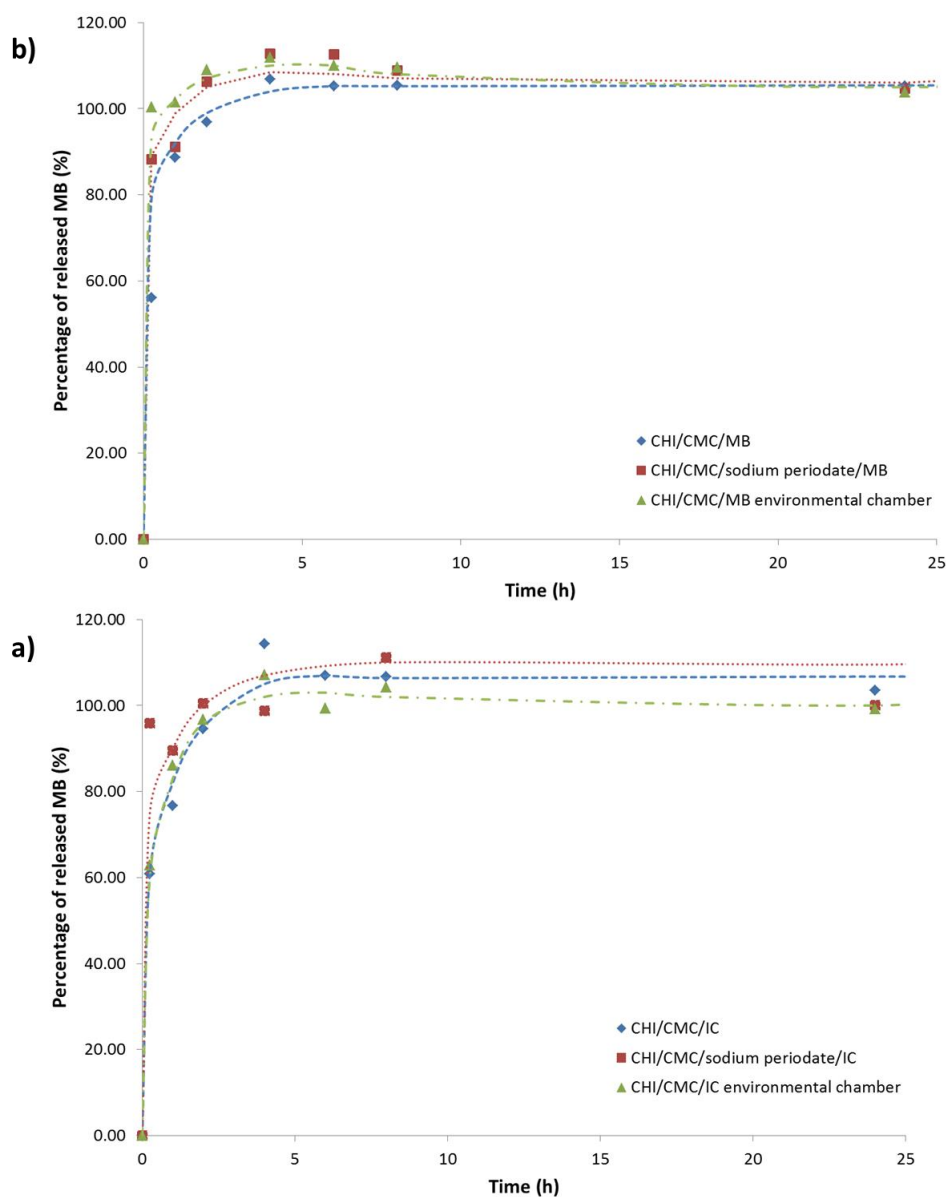 b)
Percentage of released MB (%)
120.00
100.00
80.00
60.00
40.00
20.00
0.00
CHI/CMC/MB
CHI/CMC/sodium periodate/MB
CHI/CMC/MB environmental chamber
0 5 10 15 20 25
Time (h)
a)
Percentage of released MB (%)
120.00
100.00
80.00
60.00
40.00
20.00
0.00
CHI/CMC/IC
CHI/CMC/sodium periodate/IC
CHI/CMC/IC environmental chamber
0 5 10 15 20 25
Time (h)